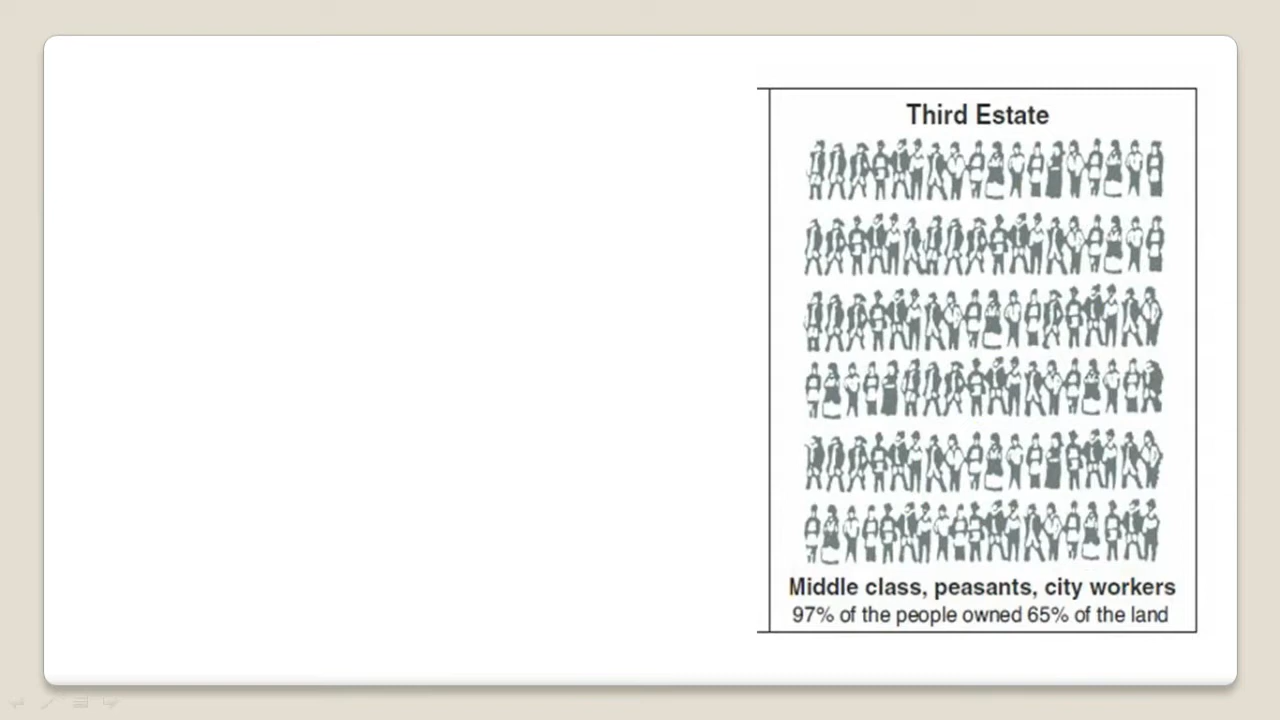 Third Estate
Middle class, peasants, city workers
97% of the people owned 65% of the land